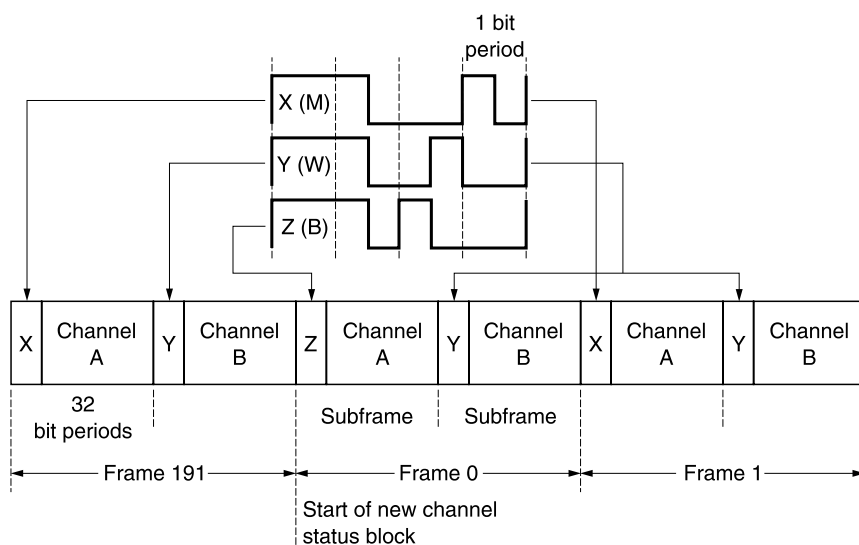 1 bit
period
X (M)
Y (W)
Z (B)
X
Channel
A
Y
Channel
B
Z
Channel
A
Y
Channel
B
X
Channel
A
Y
Channel
B
32
bit periods
Subframe
Subframe
Frame 191
Frame 0
Frame 1
Start of new channel
status block